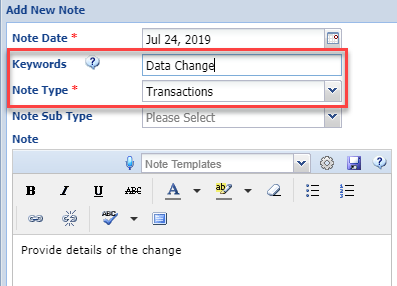 Add New Note
Note Date * Jul 24, 2019
Keywords ? Data Change
Note Type * Transactions
Note Sub Type Please Select
Note
Note Templates ?
B I U ABC A ab
ABC
Provide details of the change